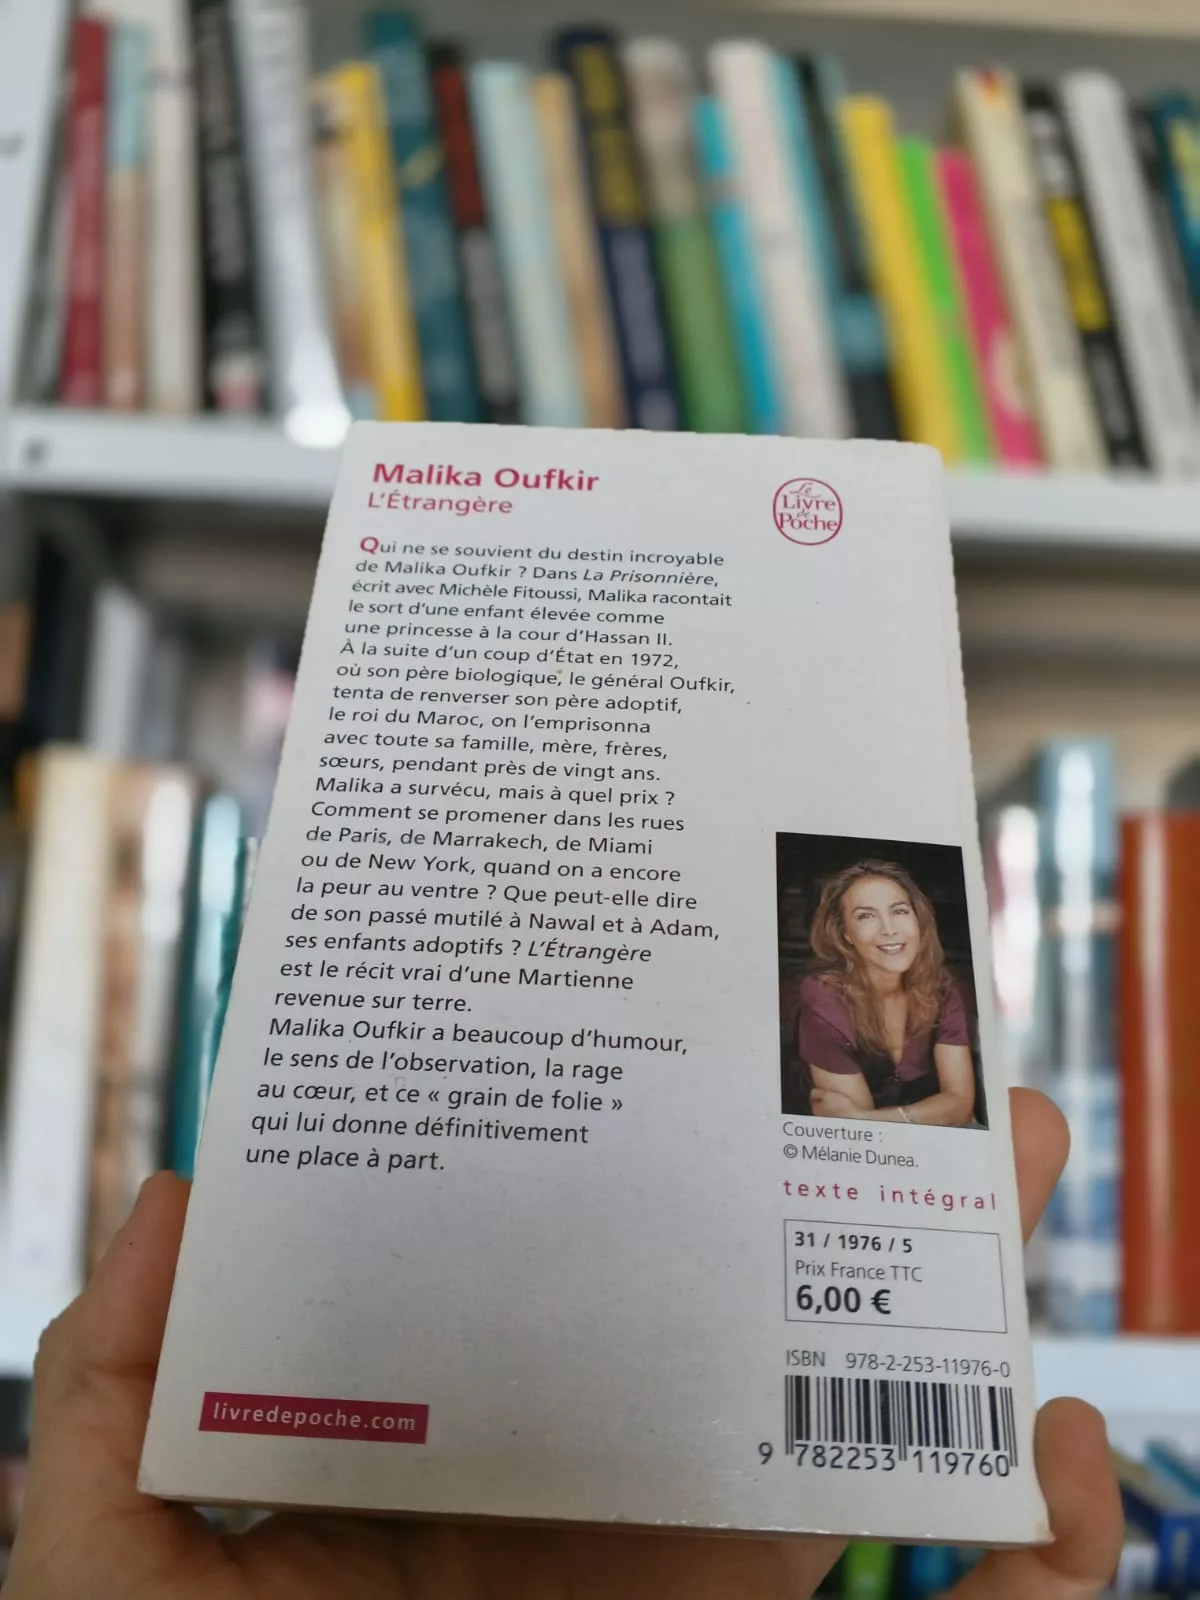 Malika Oufkir
L'Étrangère
Le
Livre
de
Poche
Qui ne se souvient du destin incroyable
de Malika Oufkir ? Dans La Prisonnière,
écrit avec Michèle Fitoussi, Malika racontait
le sort d'une enfant élevée comme
une princesse à la cour d'Hassan II.
À la suite d'un coup d'État en 1972,
où son père biologique, le général Oufkir,
tenta de renverser son père adoptif,
le roi du Maroc, on l'emprisonna
avec toute sa famille, mère, frères,
sœurs, pendant près de vingt ans.
Malika a survécu, mais à quel prix ?
Comment se promener dans les rues
de Paris, de Marrakech, de Miami
ou de New York, quand on a encore
la peur au ventre ? Que peut-elle dire
de son passé mutilé à Nawal et à Adam,
ses enfants adoptifs ? L'Étrangère
est le récit vrai d'une Martienne
revenue sur terre.
Malika Oufkir a beaucoup d'humour,
le sens de l'observation, la rage
au cœur, et ce « grain de folie »
qui lui donne définitivement
une place à part.
Couverture :
© Mélanie Dunea.
texte intégral
31 / 1976 / 5
Prix France TTC
6,00 €
ISBN 978-2-253-11976-0
9 782253 119760
livredepoche.com